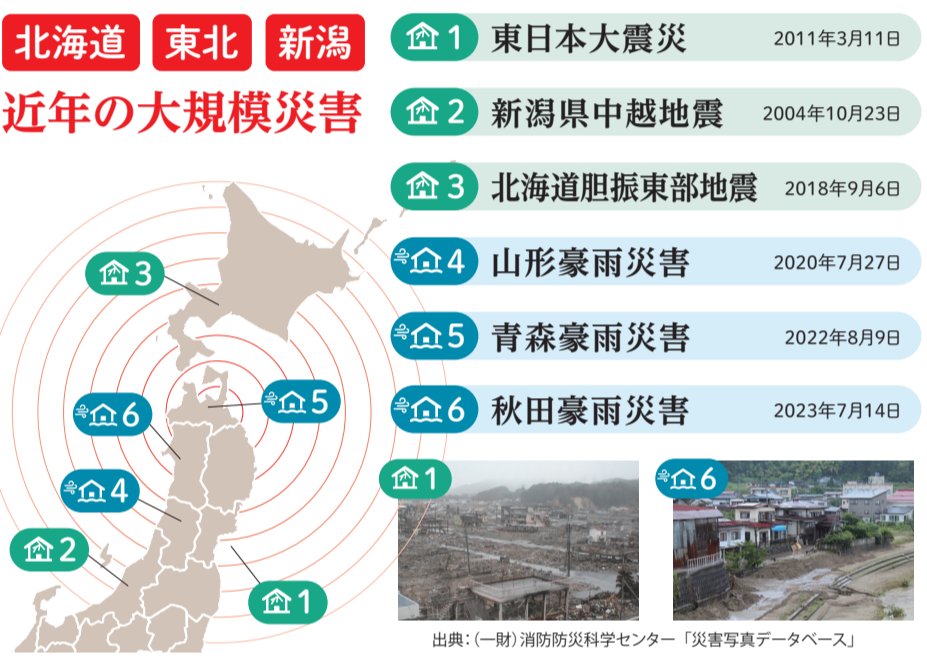 北海道 東北 新潟
近年の大規模災害
1 東日本大震災 2011年3月11日
2 新潟県中越地震 2004年10月23日
3 北海道胆振東部地震 2018年9月6日
4 山形豪雨災害 2020年7月27日
5 青森豪雨災害 2022年8月9日
6 秋田豪雨災害 2023年7月14日
3
5
6
4
2
1
1
6
出典：（一財）消防防災科学センター「災害写真データベース」